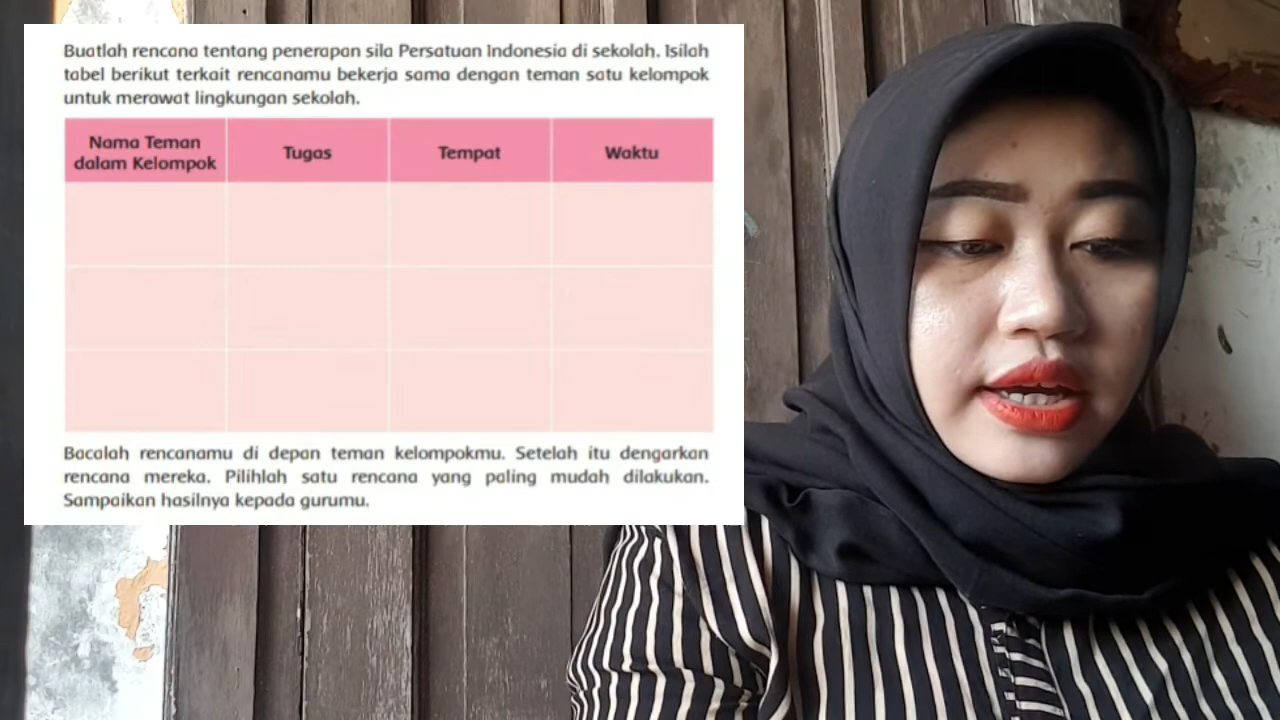 Buatlah rencana tentang penerapan sila Persatuan Indonesia di sekolah. Isilah
tabel berikut terkait rencanamu bekerja sama dengan teman satu kelompok
untuk merawat lingkungan sekolah.
Nama Teman
dalam Kelompok
Tugas
Tempat
Waktu
Bacalah rencanamu di depan teman kelompokmu. Setelah itu dengarkan
rencana mereka. Pilihlah satu rencana yang paling mudah dilakukan.
Sampaikan hasilnya kepada gurumu.